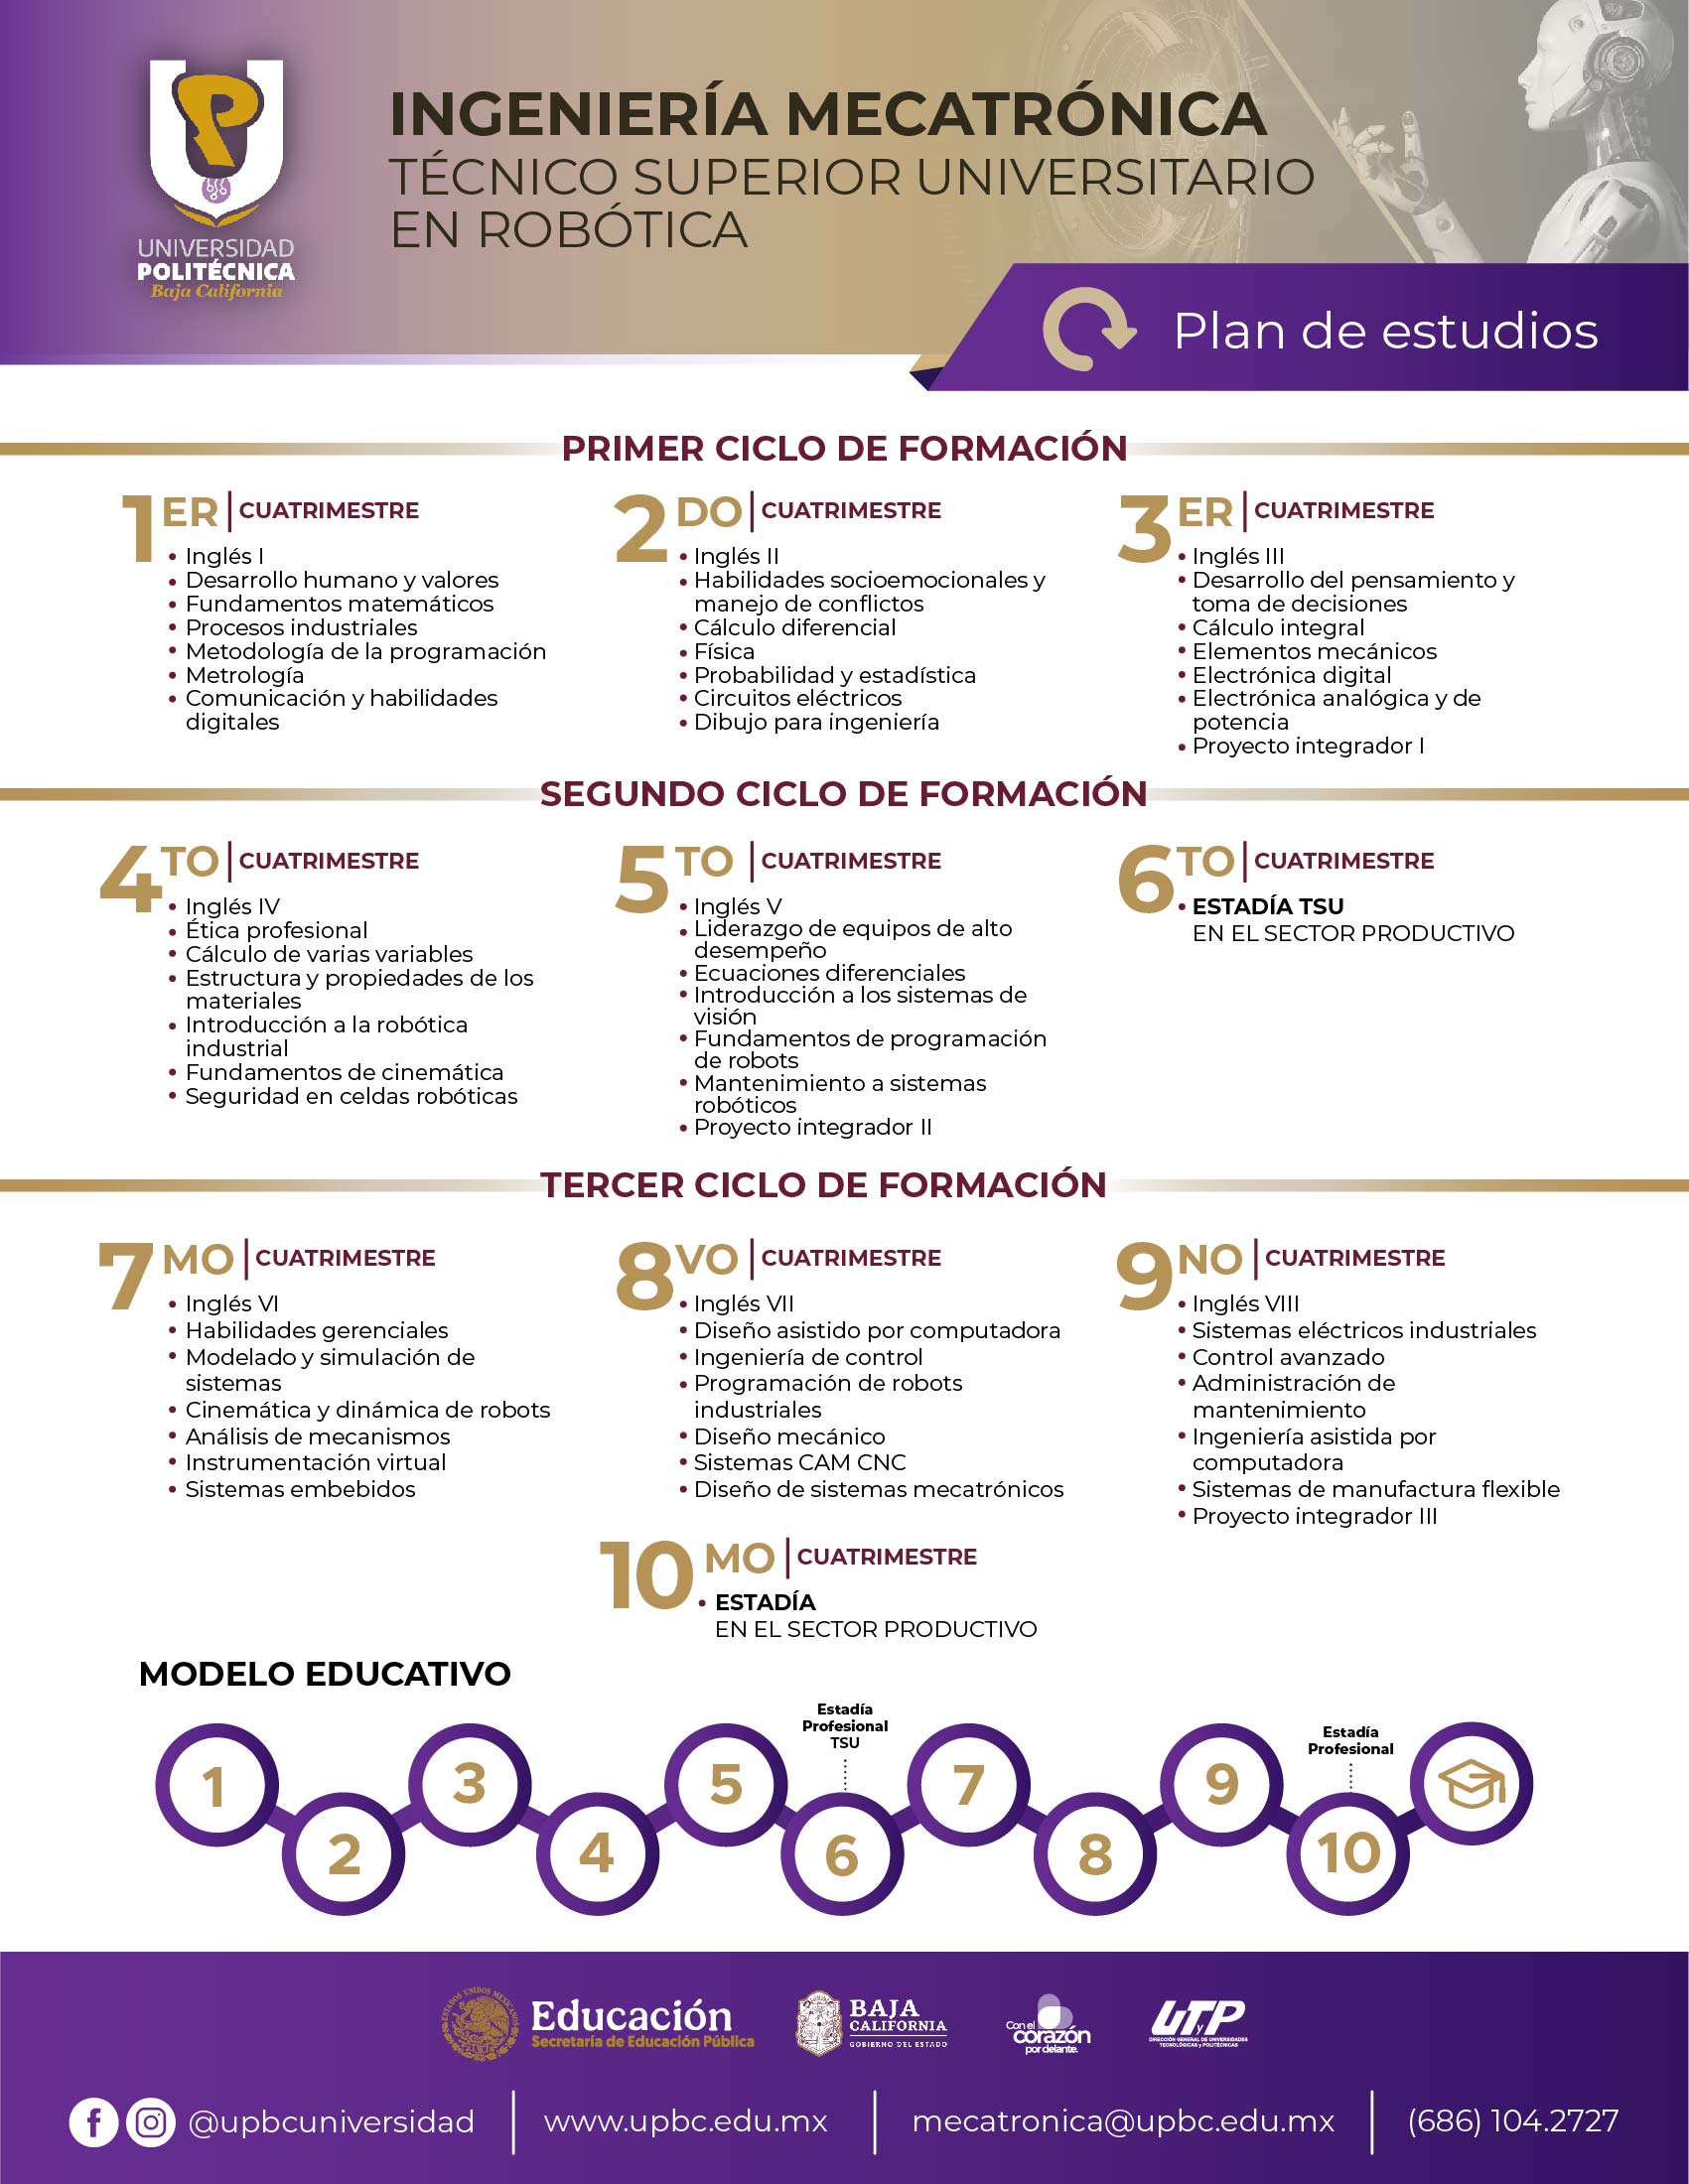 UNIVERSIDAD
POLITÉCNICA
Baja California
INGENIERÍA MECATRÓNICA
TÉCNICO SUPERIOR UNIVERSITARIO
EN ROBÓTICA
Plan de estudios
PRIMER CICLO DE FORMACIÓN
1ER CUATRIMESTRE
• Inglés I
• Desarrollo humano y valores
• Fundamentos matemáticos
• Procesos industriales
• Metodología de la programación
• Metrología
• Comunicación y habilidades
digitales
2DO CUATRIMESTRE
• Inglés II
• Habilidades socioemocionales y
manejo de conflictos
• Cálculo diferencial
• Física
• Probabilidad y estadística
• Circuitos eléctricos
• Dibujo para ingeniería
3ER CUATRIMESTRE
• Inglés III
• Desarrollo del pensamiento y
toma de decisiones
• Cálculo integral
• Elementos mecánicos
• Electrónica digital
• Electrónica analógica y de
potencia
• Proyecto integrador I
SEGUNDO CICLO DE FORMACIÓN
4TO CUATRIMESTRE
• Inglés IV
• Ética profesional
• Cálculo de varias variables
• Estructura y propiedades de los
materiales
• Introducción a la robótica
industrial
• Fundamentos de cinemática
• Seguridad en celdas robóticas
5TO CUATRIMESTRE
• Inglés V
• Liderazgo de equipos de alto
desempeño
• Ecuaciones diferenciales
• Introducción a los sistemas de
visión
• Fundamentos de programación
de robots
• Mantenimiento a sistemas
robóticos
• Proyecto integrador II
6TO CUATRIMESTRE
• ESTADÍA TSU
EN EL SECTOR PRODUCTIVO
TERCER CICLO DE FORMACIÓN
7MO CUATRIMESTRE
• Inglés VI
• Habilidades gerenciales
• Modelado y simulación de
sistemas
• Cinemática y dinámica de robots
• Análisis de mecanismos
• Instrumentación virtual
• Sistemas embebidos
8VO CUATRIMESTRE
• Inglés VII
• Diseño asistido por computadora
• Ingeniería de control
• Programación de robots
industriales
• Diseño mecánico
• Sistemas CAM CNC
• Diseño de sistemas mecatrónicos
9NO CUATRIMESTRE
• Inglés VIII
• Sistemas eléctricos industriales
• Control avanzado
• Administración de
mantenimiento
• Ingeniería asistida por
computadora
• Sistemas de manufactura flexible
• Proyecto integrador III
10MO CUATRIMESTRE
• ESTADÍA
EN EL SECTOR PRODUCTIVO
MODELO EDUCATIVO
1
2
3
4
5
Estadía
Profesional
TSU
6
7
8
9
Estadía
Profesional
10
ESTADOS UNIDOS MEXICANOS
Educación
Secretaría de Educación Pública
BAJA
CALIFORNIA
GOBIERNO DEL ESTADO
Con el
corazón
por delante.
UTyP
DIRECCIÓN GENERAL DE UNIVERSIDADES
TECNOLÓGICAS y POLITÉCNICAS
@upbcuniversidad
www.upbc.edu.mx
mecatronica@upbc.edu.mx
(686) 104.2727